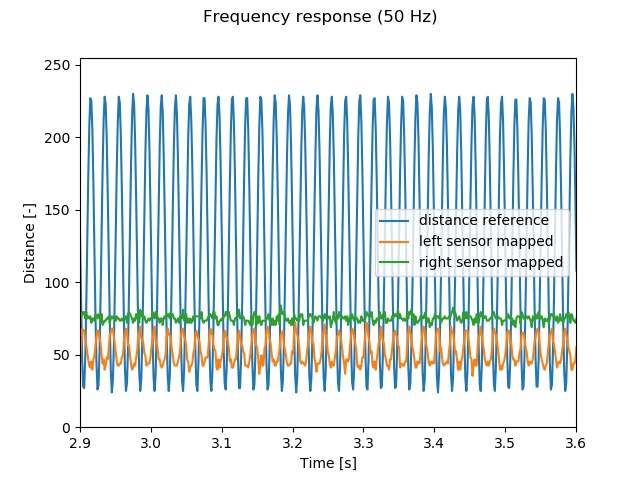 Frequency response (50 Hz)
250
200
150
100
50
0
Distance [-]
distance reference
left sensor mapped
right sensor mapped
2.9 3.0 3.1 3.2 3.3 3.4 3.5 3.6
Time [s]